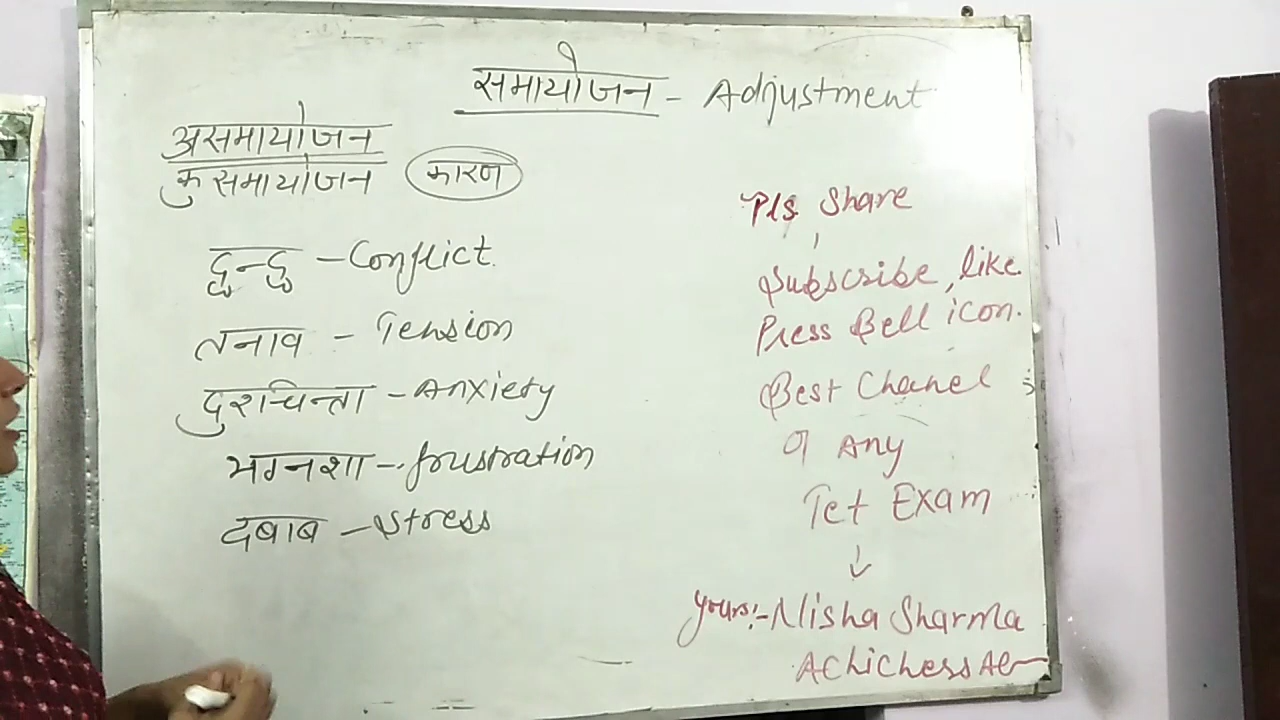 समायोजन - Adjustment
असमायोजन
कुसमायोजन कारण
द्वन्द्व - Conflict.
तनाव - Tension
दुश्चिन्ता - Anxiety
भग्नशा - frustration
दबाब - Stress
Pls Share
Subscribe, like
Press Bell icon.
Best Chanel
Any
Tet Exam
yours:- Nisha Sharma